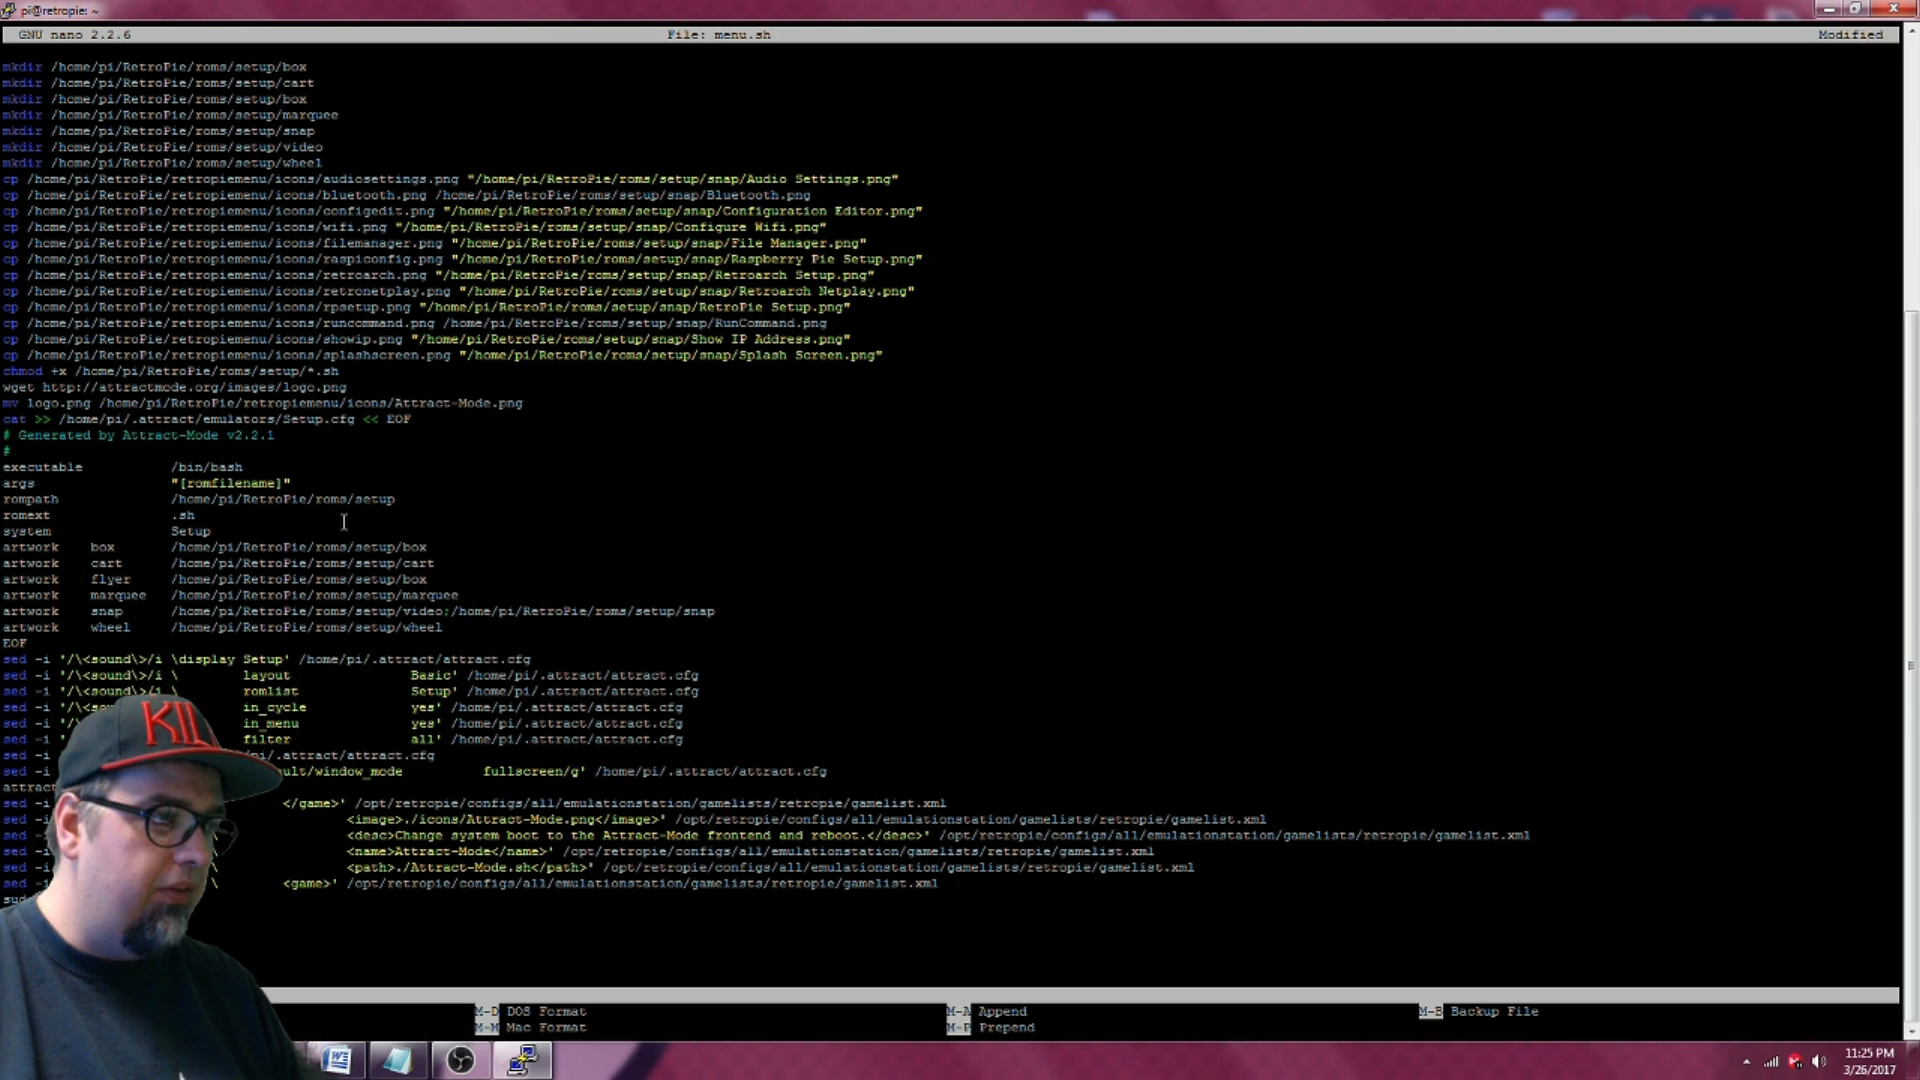 pi@retropie: ~
GNU nano 2.2.6 File: menu.sh Modified
mkdir /home/pi/RetroPie/roms/setup/box
mkdir /home/pi/RetroPie/roms/setup/cart
mkdir /home/pi/RetroPie/roms/setup/box
mkdir /home/pi/RetroPie/roms/setup/marquee
mkdir /home/pi/RetroPie/roms/setup/snap
mkdir /home/pi/RetroPie/roms/setup/video
mkdir /home/pi/RetroPie/roms/setup/wheel
cp /home/pi/RetroPie/retropiemenu/icons/audiosettings.png "/home/pi/RetroPie/roms/setup/snap/Audio Settings.png"
cp /home/pi/RetroPie/retropiemenu/icons/bluetooth.png /home/pi/RetroPie/roms/setup/snap/Bluetooth.png
cp /home/pi/RetroPie/retropiemenu/icons/configedit.png "/home/pi/RetroPie/roms/setup/snap/Configuration Editor.png"
cp /home/pi/RetroPie/retropiemenu/icons/wifi.png "/home/pi/RetroPie/roms/setup/snap/Configure Wifi.png"
cp /home/pi/RetroPie/retropiemenu/icons/filemanager.png "/home/pi/RetroPie/roms/setup/snap/File Manager.png"
cp /home/pi/RetroPie/retropiemenu/icons/raspiconfig.png "/home/pi/RetroPie/roms/setup/snap/Raspberry Pie Setup.png"
cp /home/pi/RetroPie/retropiemenu/icons/retroarch.png "/home/pi/RetroPie/roms/setup/snap/Retroarch Setup.png"
cp /home/pi/RetroPie/retropiemenu/icons/retronetplay.png "/home/pi/RetroPie/roms/setup/snap/Retroarch Netplay.png"
cp /home/pi/RetroPie/retropiemenu/icons/rpsetup.png "/home/pi/RetroPie/roms/setup/snap/RetroPie Setup.png"
cp /home/pi/RetroPie/retropiemenu/icons/runcommand.png /home/pi/RetroPie/roms/setup/snap/RunCommand.png
cp /home/pi/RetroPie/retropiemenu/icons/showip.png "/home/pi/RetroPie/roms/setup/snap/Show IP Address.png"
cp /home/pi/RetroPie/retropiemenu/icons/splashscreen.png "/home/pi/RetroPie/roms/setup/snap/Splash Screen.png"
chmod +x /home/pi/RetroPie/roms/setup/*.sh
wget http://attractmode.org/images/logo.png
mv logo.png /home/pi/RetroPie/retropiemenu/icons/Attract-Mode.png
cat >> /home/pi/.attract/emulators/Setup.cfg << EOF
# Generated by Attract-Mode v2.2.1
#
executable /bin/bash
args "[romfilename]"
rompath /home/pi/RetroPie/roms/setup
romext .sh
system Setup
artwork box /home/pi/RetroPie/roms/setup/box
artwork cart /home/pi/RetroPie/roms/setup/cart
artwork flyer /home/pi/RetroPie/roms/setup/box
artwork marquee /home/pi/RetroPie/roms/setup/marquee
artwork snap /home/pi/RetroPie/roms/setup/video;/home/pi/RetroPie/roms/setup/snap
artwork wheel /home/pi/RetroPie/roms/setup/wheel
EOF
sed -i '/\<sound\>/i \display Setup' /home/pi/.attract/attract.cfg
sed -i '/\<sound\>/i \ layout Basic' /home/pi/.attract/attract.cfg
sed -i '/\<sound\>/i \ romlist Setup' /home/pi/.attract/attract.cfg
sed -i '/\<sou in_cycle yes' /home/pi/.attract/attract.cfg
sed -i in_menu yes' /home/pi/.attract/attract.cfg
sed -i ' filter all' /home/pi/.attract/attract.cfg
sed -i pi/.attract/attract.cfg
sed -i ult/window_mode fullscreen/g' /home/pi/.attract/attract.cfg
attract
sed -i </game>' /opt/retropie/configs/all/emulationstation/gamelists/retropie/gamelist.xml
sed -i <image>./icons/Attract-Mode.png</image>' /opt/retropie/configs/all/emulationstation/gamelists/retropie/gamelist.xml
sed -i \ <desc>Change system boot to the Attract-Mode frontend and reboot.</desc>' /opt/retropie/configs/all/emulationstation/gamelists/retropie/gamelist.xml
sed -i \ <name>Attract-Mode</name>' /opt/retropie/configs/all/emulationstation/gamelists/retropie/gamelist.xml
sed -i \ <path>./Attract-Mode.sh</path>' /opt/retropie/configs/all/emulationstation/gamelists/retropie/gamelist.xml
sed -i \ <game>' /opt/retropie/configs/all/emulationstation/gamelists/retropie/gamelist.xml
KIL
M-D DOS Format M-A Append M-B Backup File
M-M Mac Format M-P Prepend
11:25 PM
3/26/2017